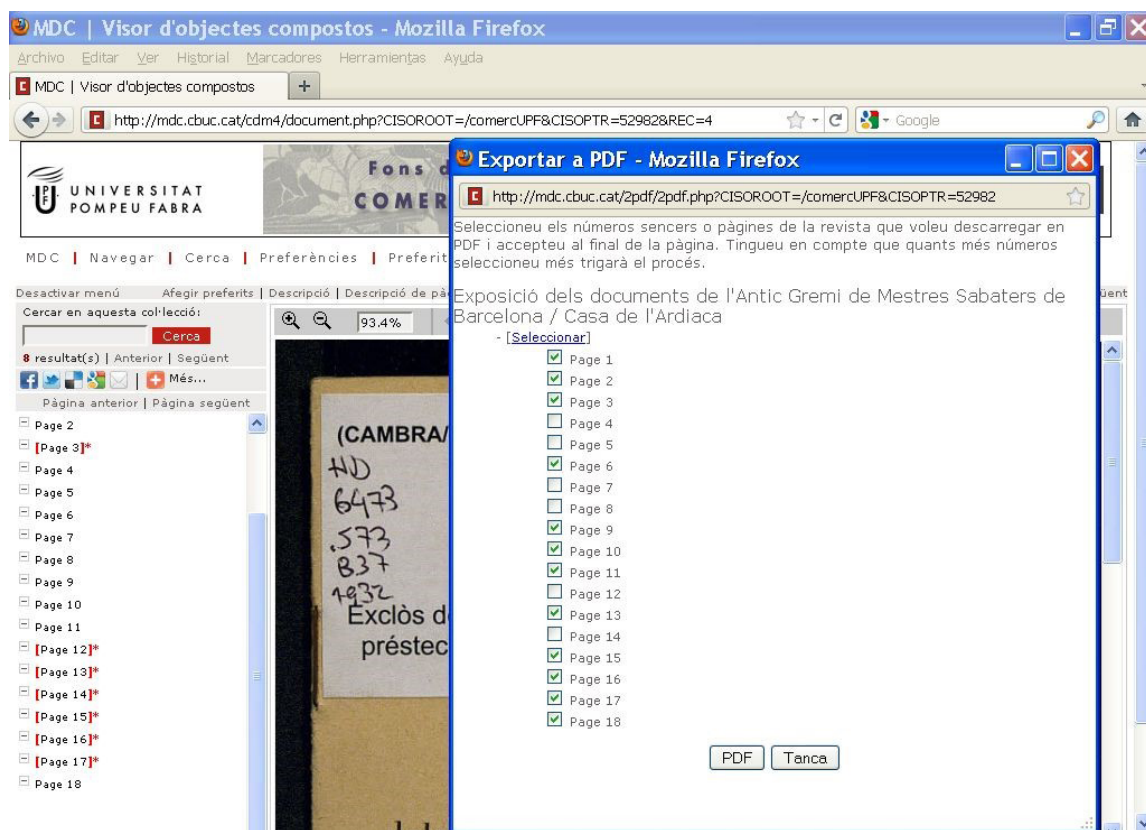 MDC | Visor d'objectes compostos - Mozilla Firefox
Archivo Editar Ver Historial Marcadores Herramientas Ayuda
MDC | Visor d'objectes compostos
http://mdc.cbuc.cat/cdm4/document.php?CISOROOT=/comercUPF&CISOPTR=52982&REC=4
Google
UNIVERSITAT
POMPEU FABRA
Fons d
COMER
MDC | Navegar | Cerca | Preferències | Preferit
Desactivar menú Afegir preferits | Descripció | Descripció de pà
Cercar en aquesta col·lecció:
Cerca
8 resultat(s) | Anterior | Següent
Més...
Pàgina anterior | Pàgina següent
Page 2
[Page 3]*
Page 4
Page 5
Page 6
Page 7
Page 8
Page 9
Page 10
Page 11
[Page 12]*
[Page 13]*
[Page 14]*
[Page 15]*
[Page 16]*
[Page 17]*
Page 18
93.4%
(CAMBRA/
HD
6473
.573
B37
1932
Exclòs d
préstec
Exportar a PDF - Mozilla Firefox
http://mdc.cbuc.cat/2pdf/2pdf.php?CISOROOT=/comercUPF&CISOPTR=52982
Seleccioneu els números sencers o pàgines de la revista que voleu descarregar en
PDF i accepteu al final de la pàgina. Tingueu en compte que quants més números
seleccioneu més trigarà el procés.
Exposició dels documents de l'Antic Gremi de Mestres Sabaters de
Barcelona / Casa de l'Ardiaca
- [Seleccionar]
Page 1
Page 2
Page 3
Page 4
Page 5
Page 6
Page 7
Page 8
Page 9
Page 10
Page 11
Page 12
Page 13
Page 14
Page 15
Page 16
Page 17
Page 18
PDF Tanca